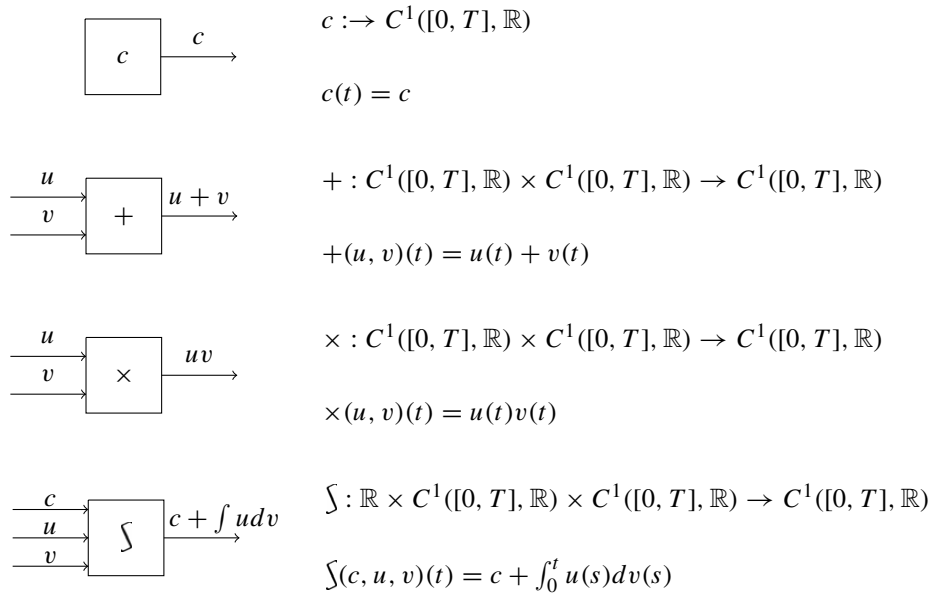 c
c
c :→ C¹([0, T], ℝ)
c(t) = c
u
v
+
u + v
+ : C¹([0, T], ℝ) × C¹([0, T], ℝ) → C¹([0, T], ℝ)
+(u, v)(t) = u(t) + v(t)
u
v
×
uv
× : C¹([0, T], ℝ) × C¹([0, T], ℝ) → C¹([0, T], ℝ)
×(u, v)(t) = u(t)v(t)
c
u
v
∫
c + ∫ udv
∫ : ℝ × C¹([0, T], ℝ) × C¹([0, T], ℝ) → C¹([0, T], ℝ)
∫(c, u, v)(t) = c + ∫₀ᵗ u(s)dv(s)